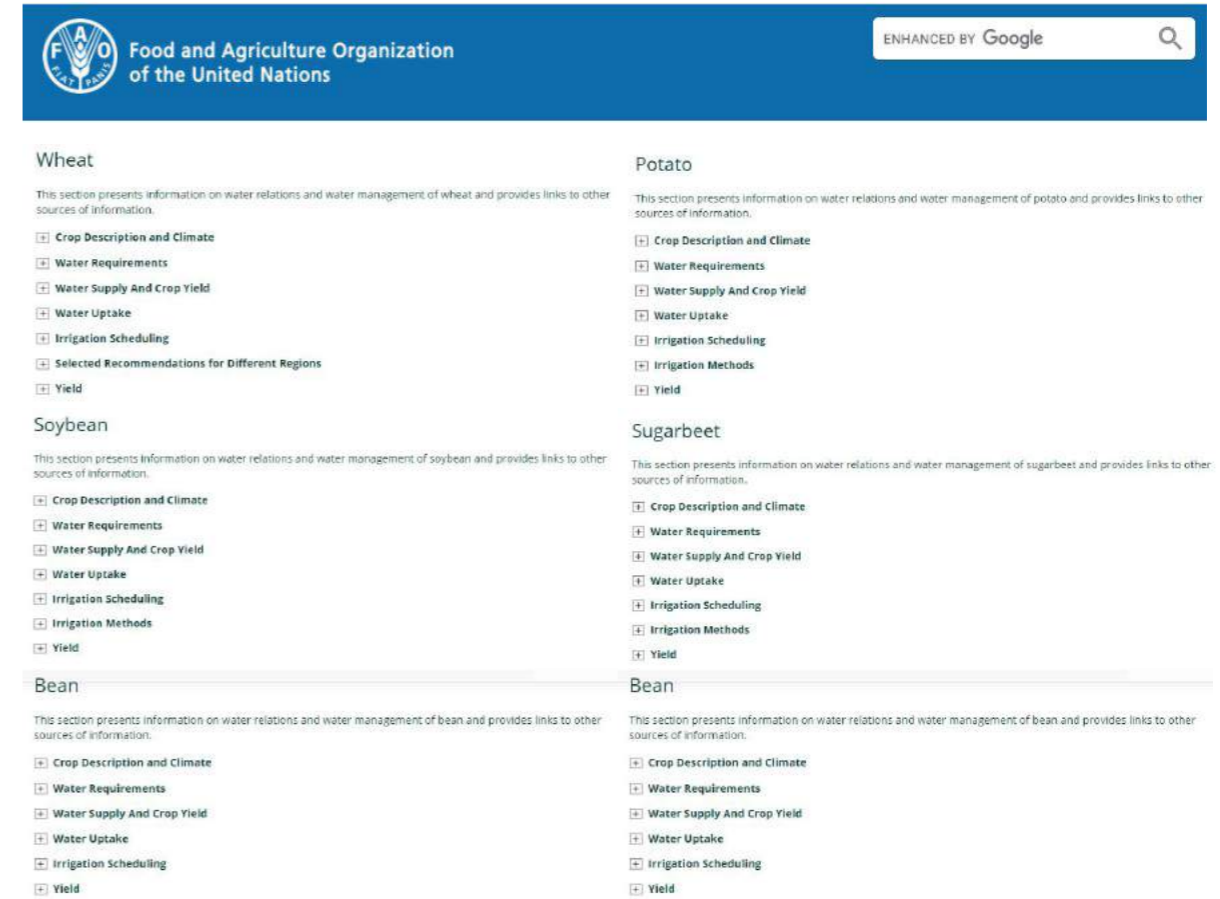 FAO
FIAT PANIS
Food and Agriculture Organization
of the United Nations
ENHANCED BY Google
Wheat
This section presents information on water relations and water management of wheat and provides links to other
sources of information.
Crop Description and Climate
Water Requirements
Water Supply And Crop Yield
Water Uptake
Irrigation Scheduling
Selected Recommendations for Different Regions
Yield
Potato
This section presents information on water relations and water management of potato and provides links to other
sources of information.
Crop Description and Climate
Water Requirements
Water Supply And Crop Yield
Water Uptake
Irrigation Scheduling
Irrigation Methods
Yield
Soybean
This section presents information on water relations and water management of soybean and provides links to other
sources of information.
Crop Description and Climate
Water Requirements
Water Supply And Crop Yield
Water Uptake
Irrigation Scheduling
Irrigation Methods
Yield
Sugarbeet
This section presents information on water relations and water management of sugarbeet and provides links to other
sources of information.
Crop Description and Climate
Water Requirements
Water Supply And Crop Yield
Water Uptake
Irrigation Scheduling
Irrigation Methods
Yield
Bean
This section presents information on water relations and water management of bean and provides links to other
sources of information.
Crop Description and Climate
Water Requirements
Water Supply And Crop Yield
Water Uptake
Irrigation Scheduling
Yield
Bean
This section presents information on water relations and water management of bean and provides links to other
sources of information.
Crop Description and Climate
Water Requirements
Water Supply And Crop Yield
Water Uptake
Irrigation Scheduling
Yield